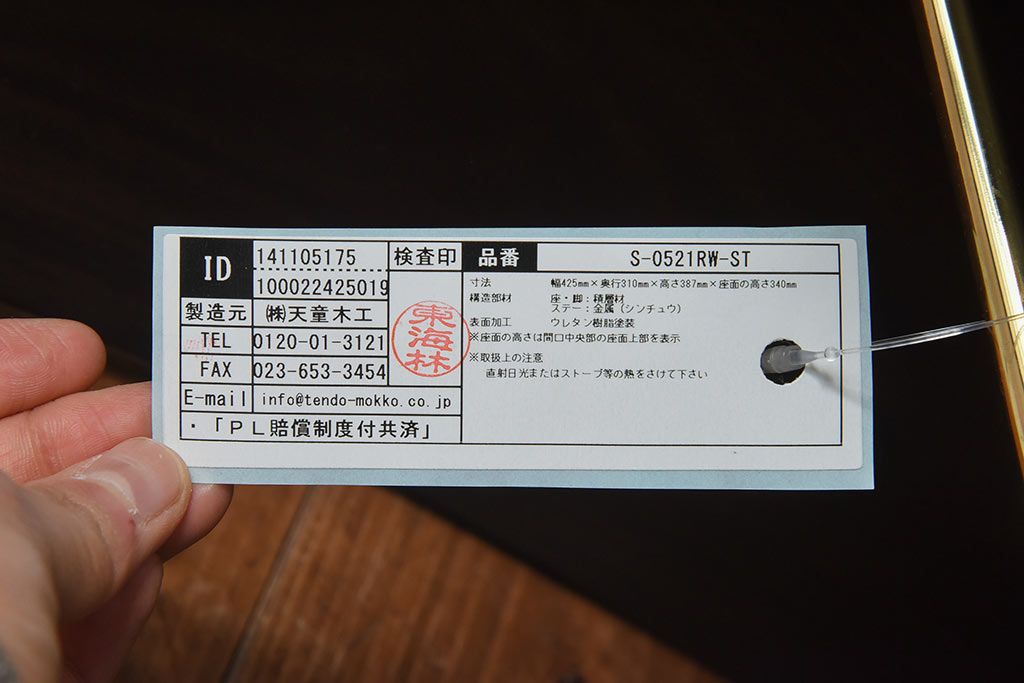 ID
141105175
100022425019
製造元 ㈱天童木工
TEL 0120-01-3121
FAX 023-653-3454
E-mail info@tendo-mokko.co.jp
・「ＰＬ賠償制度付共済」
検査印
東海林
品番 S-0521RW-ST
寸法 幅425mm×奥行310mm×高さ387mm×座面の高さ340mm
構造部材 座・脚：積層材
ステー：金属（シンチュウ）
表面加工 ウレタン樹脂塗装
※座面の高さは間口中央部の座面上部を表示
※取扱上の注意
直射日光またはストーブ等の熱をさけて下さい